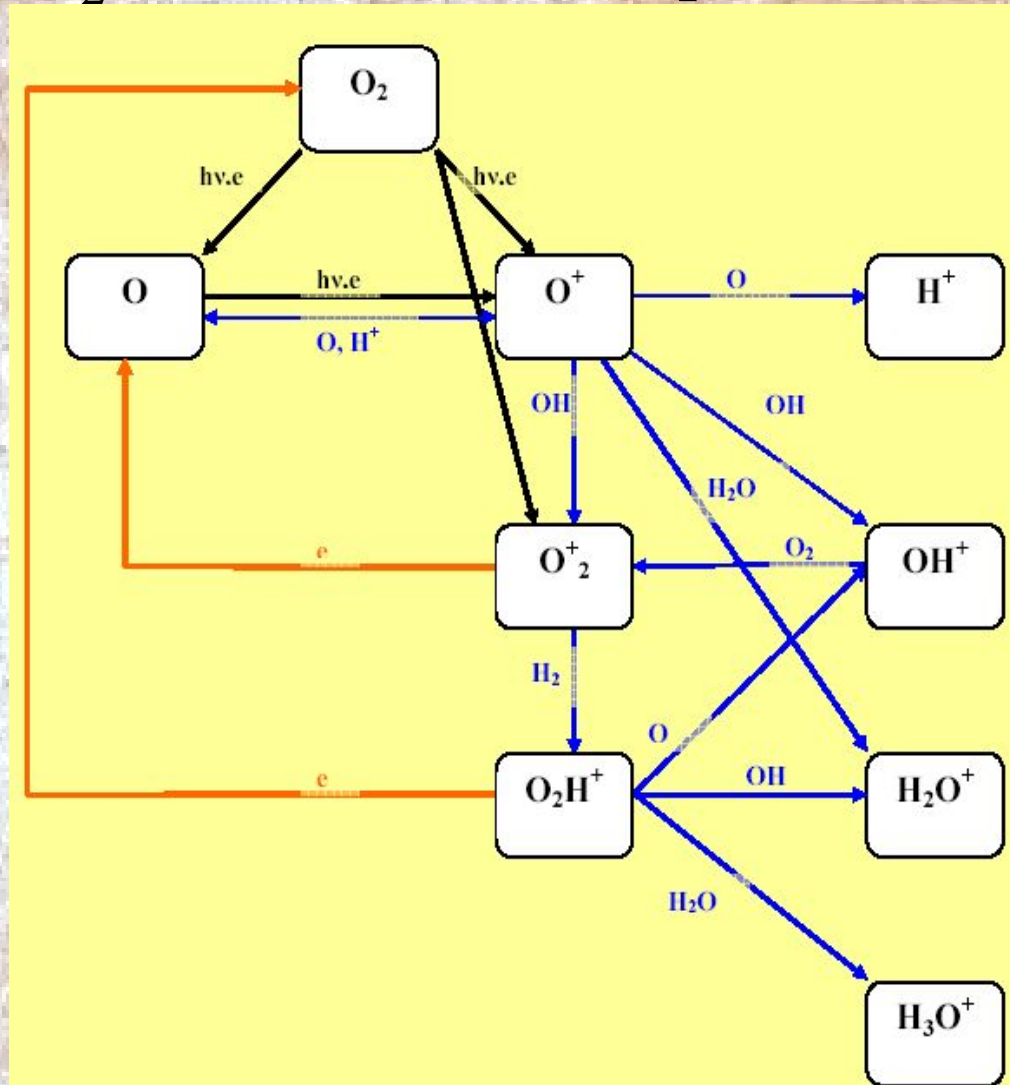 O₂
hν.e
hν.e
O
hν.e
O⁺
O
H⁺
O, H⁺
OH
OH
H₂O
e
O⁺₂
O₂
OH⁺
H₂
O
e
O₂H⁺
OH
H₂O⁺
H₂O
H₃O⁺